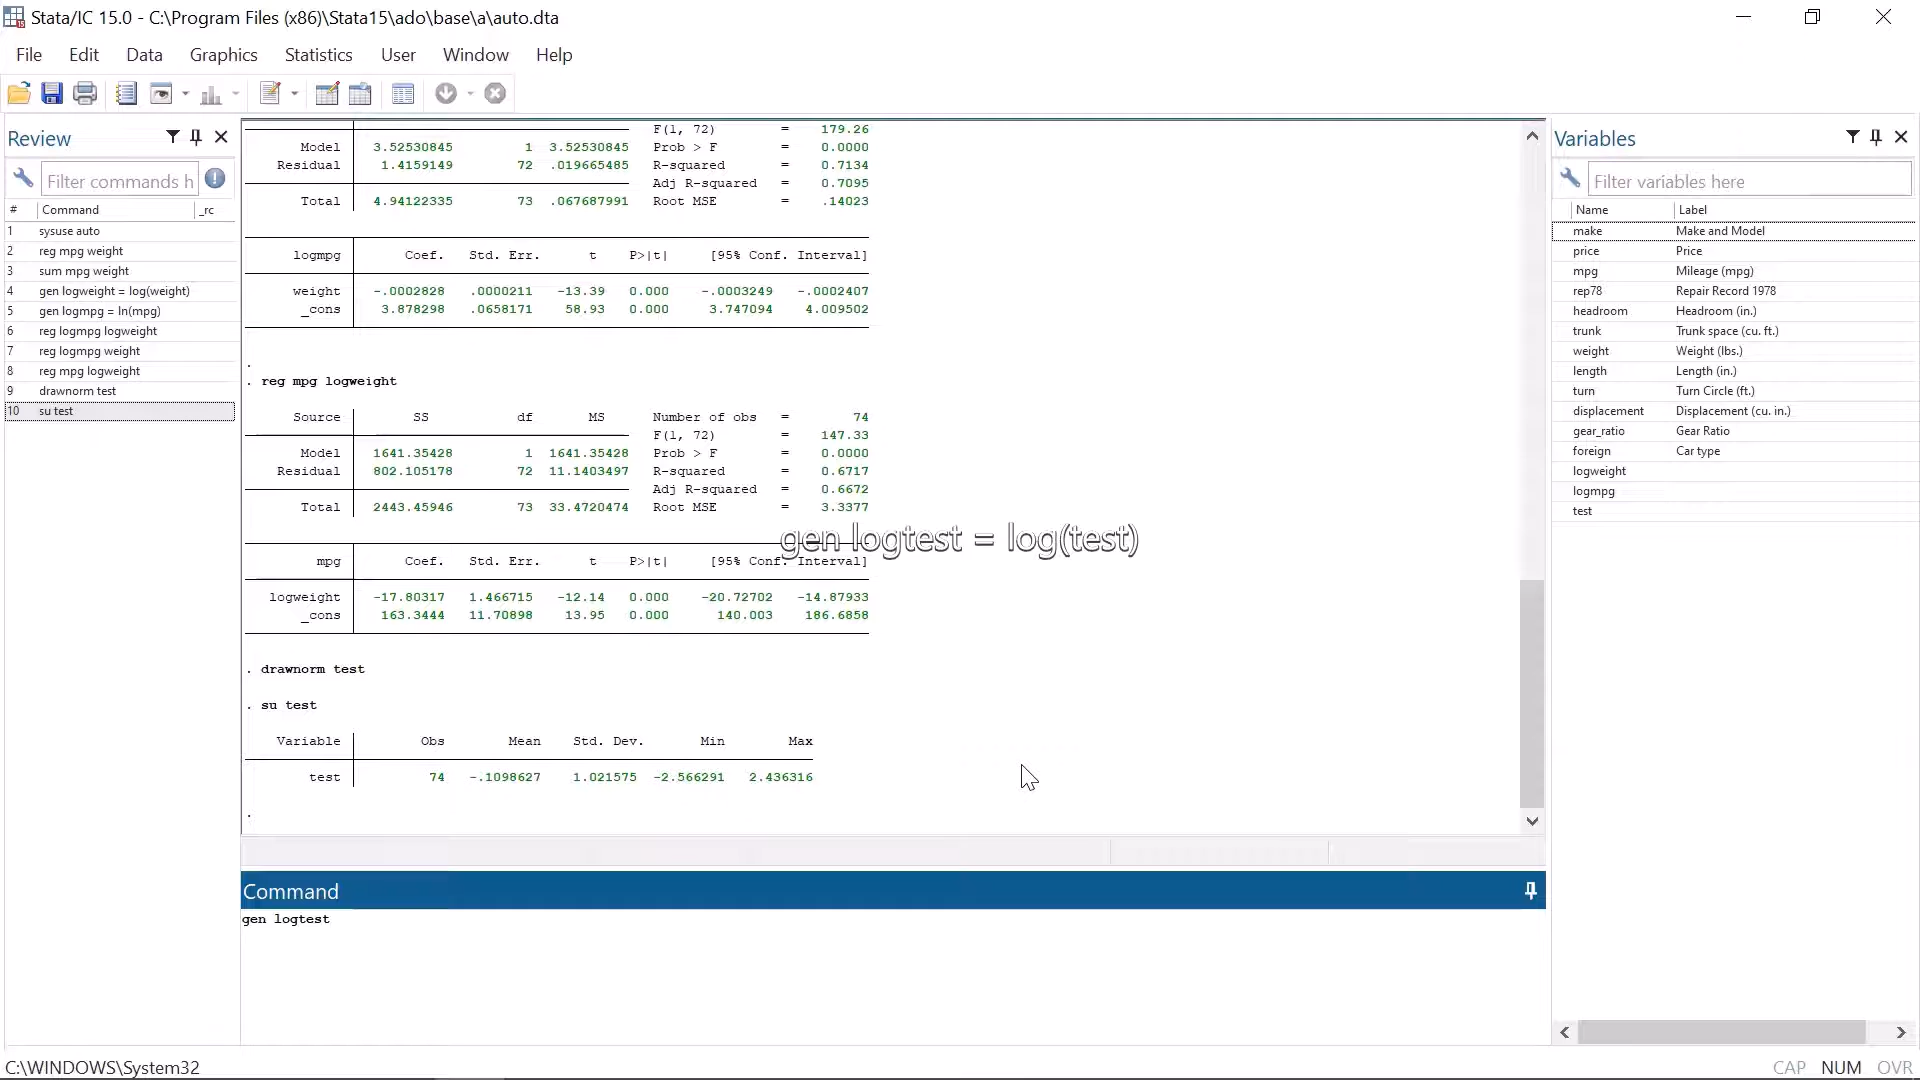 Stata/IC 15.0 - C:\Program Files (x86)\Stata15\ado\base\a\auto.dta
File Edit Data Graphics Statistics User Window Help
Review
Filter commands h
# Command _rc
1 sysuse auto
2 reg mpg weight
3 sum mpg weight
4 gen logweight = log(weight)
5 gen logmpg = ln(mpg)
6 reg logmpg logweight
7 reg logmpg weight
8 reg mpg logweight
9 drawnorm test
10 su test
F(1, 72) = 179.26
Model 3.52530845 1 3.52530845 Prob > F = 0.0000
Residual 1.4159149 72 .019665485 R-squared = 0.7134
Adj R-squared = 0.7095
Total 4.94122335 73 .067687991 Root MSE = .14023
logmpg Coef. Std. Err. t P>|t| [95% Conf. Interval]
weight -.0002828 .0000211 -13.39 0.000 -.0003249 -.0002407
_cons 3.878298 .0658171 58.93 0.000 3.747094 4.009502
.
. reg mpg logweight
Source SS df MS Number of obs = 74
F(1, 72) = 147.33
Model 1641.35428 1 1641.35428 Prob > F = 0.0000
Residual 802.105178 72 11.1403497 R-squared = 0.6717
Adj R-squared = 0.6672
Total 2443.45946 73 33.4720474 Root MSE = 3.3377
gen logtest = log(test)
mpg Coef. Std. Err. t P>|t| [95% Conf. Interval]
logweight -17.80317 1.466715 -12.14 0.000 -20.72702 -14.87933
_cons 163.3444 11.70898 13.95 0.000 140.003 186.6858
. drawnorm test
. su test
Variable Obs Mean Std. Dev. Min Max
test 74 -.1098627 1.021575 -2.566291 2.436316
.
Command
gen logtest
Variables
Filter variables here
Name Label
make Make and Model
price Price
mpg Mileage (mpg)
rep78 Repair Record 1978
headroom Headroom (in.)
trunk Trunk space (cu. ft.)
weight Weight (lbs.)
length Length (in.)
turn Turn Circle (ft.)
displacement Displacement (cu. in.)
gear_ratio Gear Ratio
foreign Car type
logweight
logmpg
test
C:\WINDOWS\System32
CAP NUM OVR